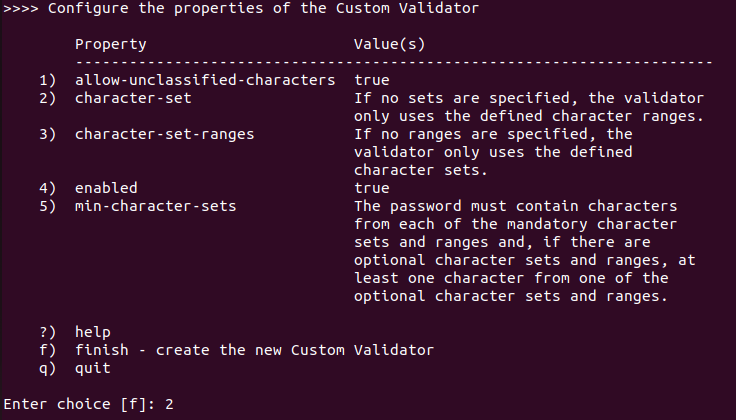 >>>> Configure the properties of the Custom Validator
Property Value(s)
-----------------------------------------------------------------------
1) allow-unclassified-characters true
2) character-set If no sets are specified, the validator
only uses the defined character ranges.
3) character-set-ranges If no ranges are specified, the
validator only uses the defined
character sets.
4) enabled true
5) min-character-sets The password must contain characters
from each of the mandatory character
sets and ranges and, if there are
optional character sets and ranges, at
least one character from one of the
optional character sets and ranges.
?) help
f) finish - create the new Custom Validator
q) quit
Enter choice [f]: 2